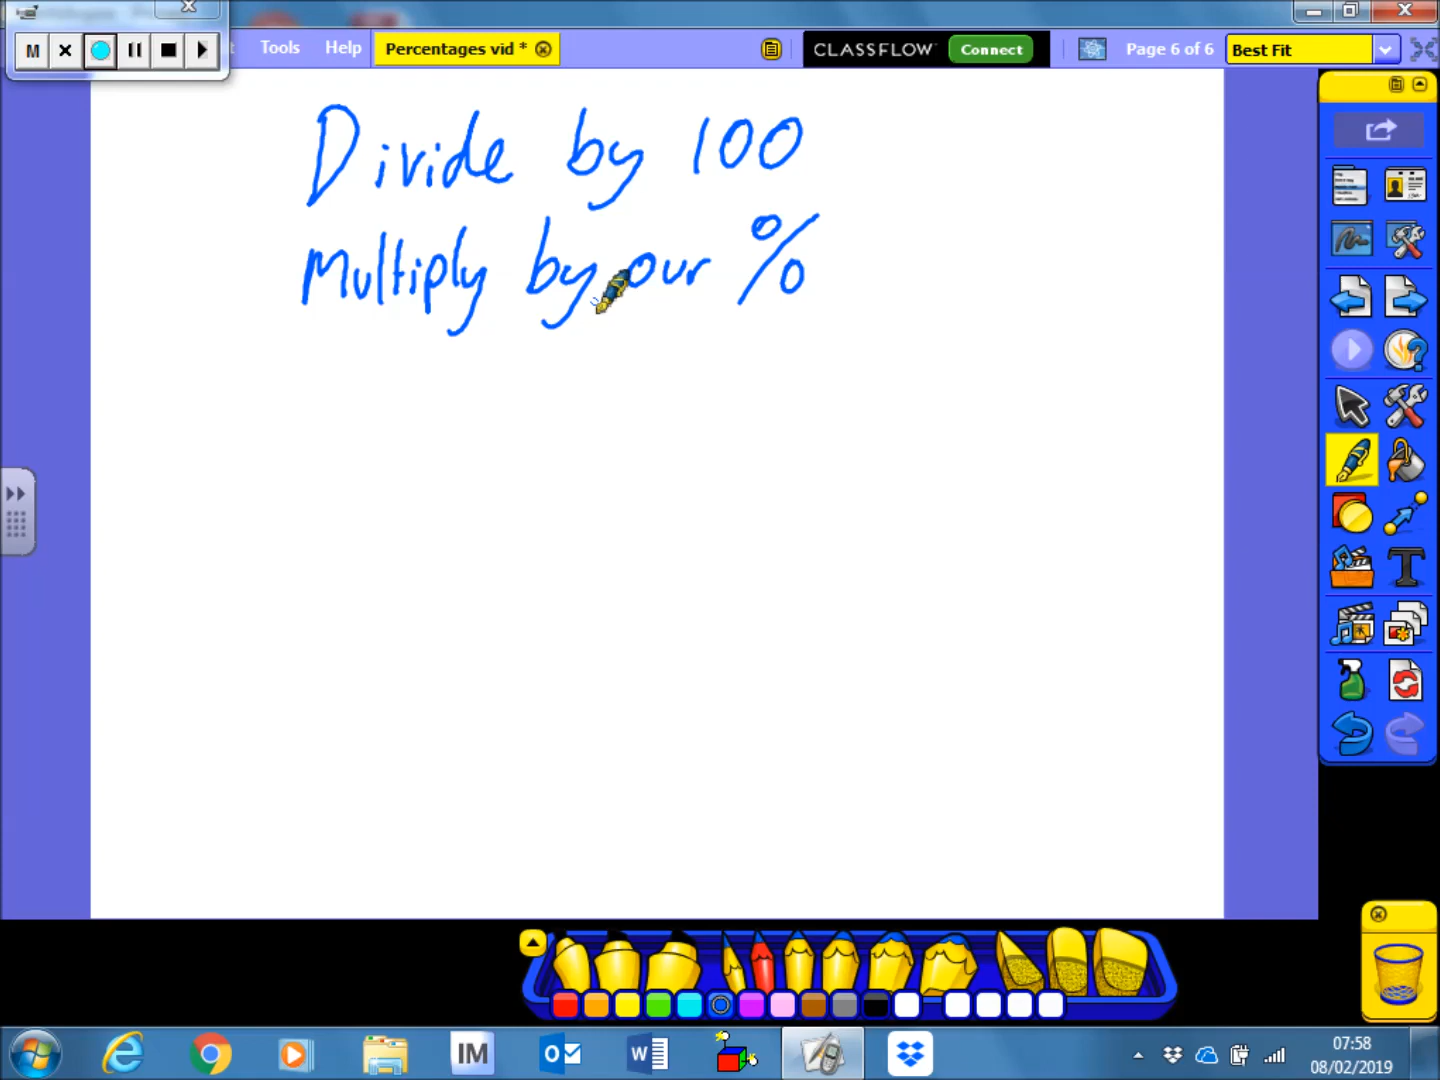 M
Tools Help Percentages vid * CLASSFLOW Connect Page 6 of 6 Best Fit
Divide by 100
Multiply by our %
T
IM
07:58
08/02/2019